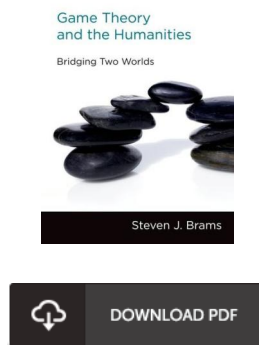 Game Theory
and the Humanities
Bridging Two Worlds
Steven J. Brams
DOWNLOAD PDF